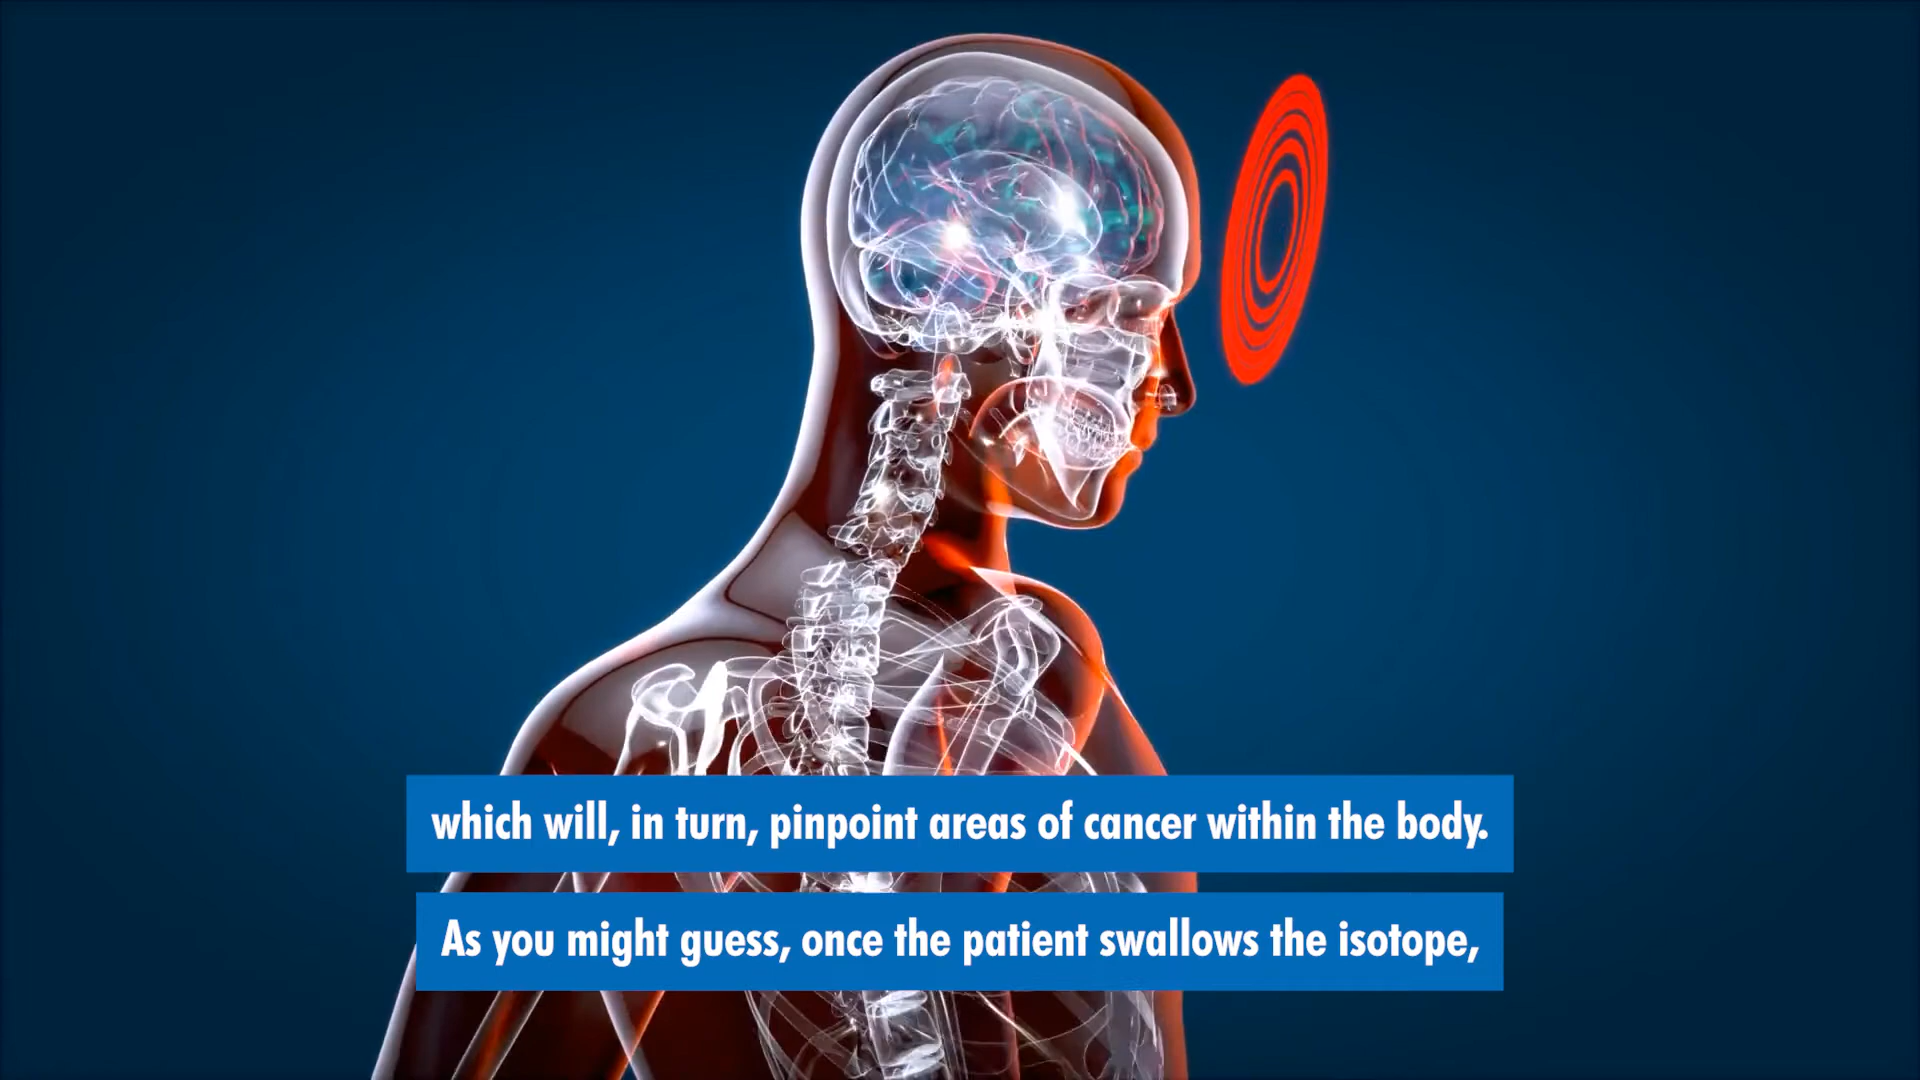 which will, in turn, pinpoint areas of cancer within the body.
As you might guess, once the patient swallows the isotope,